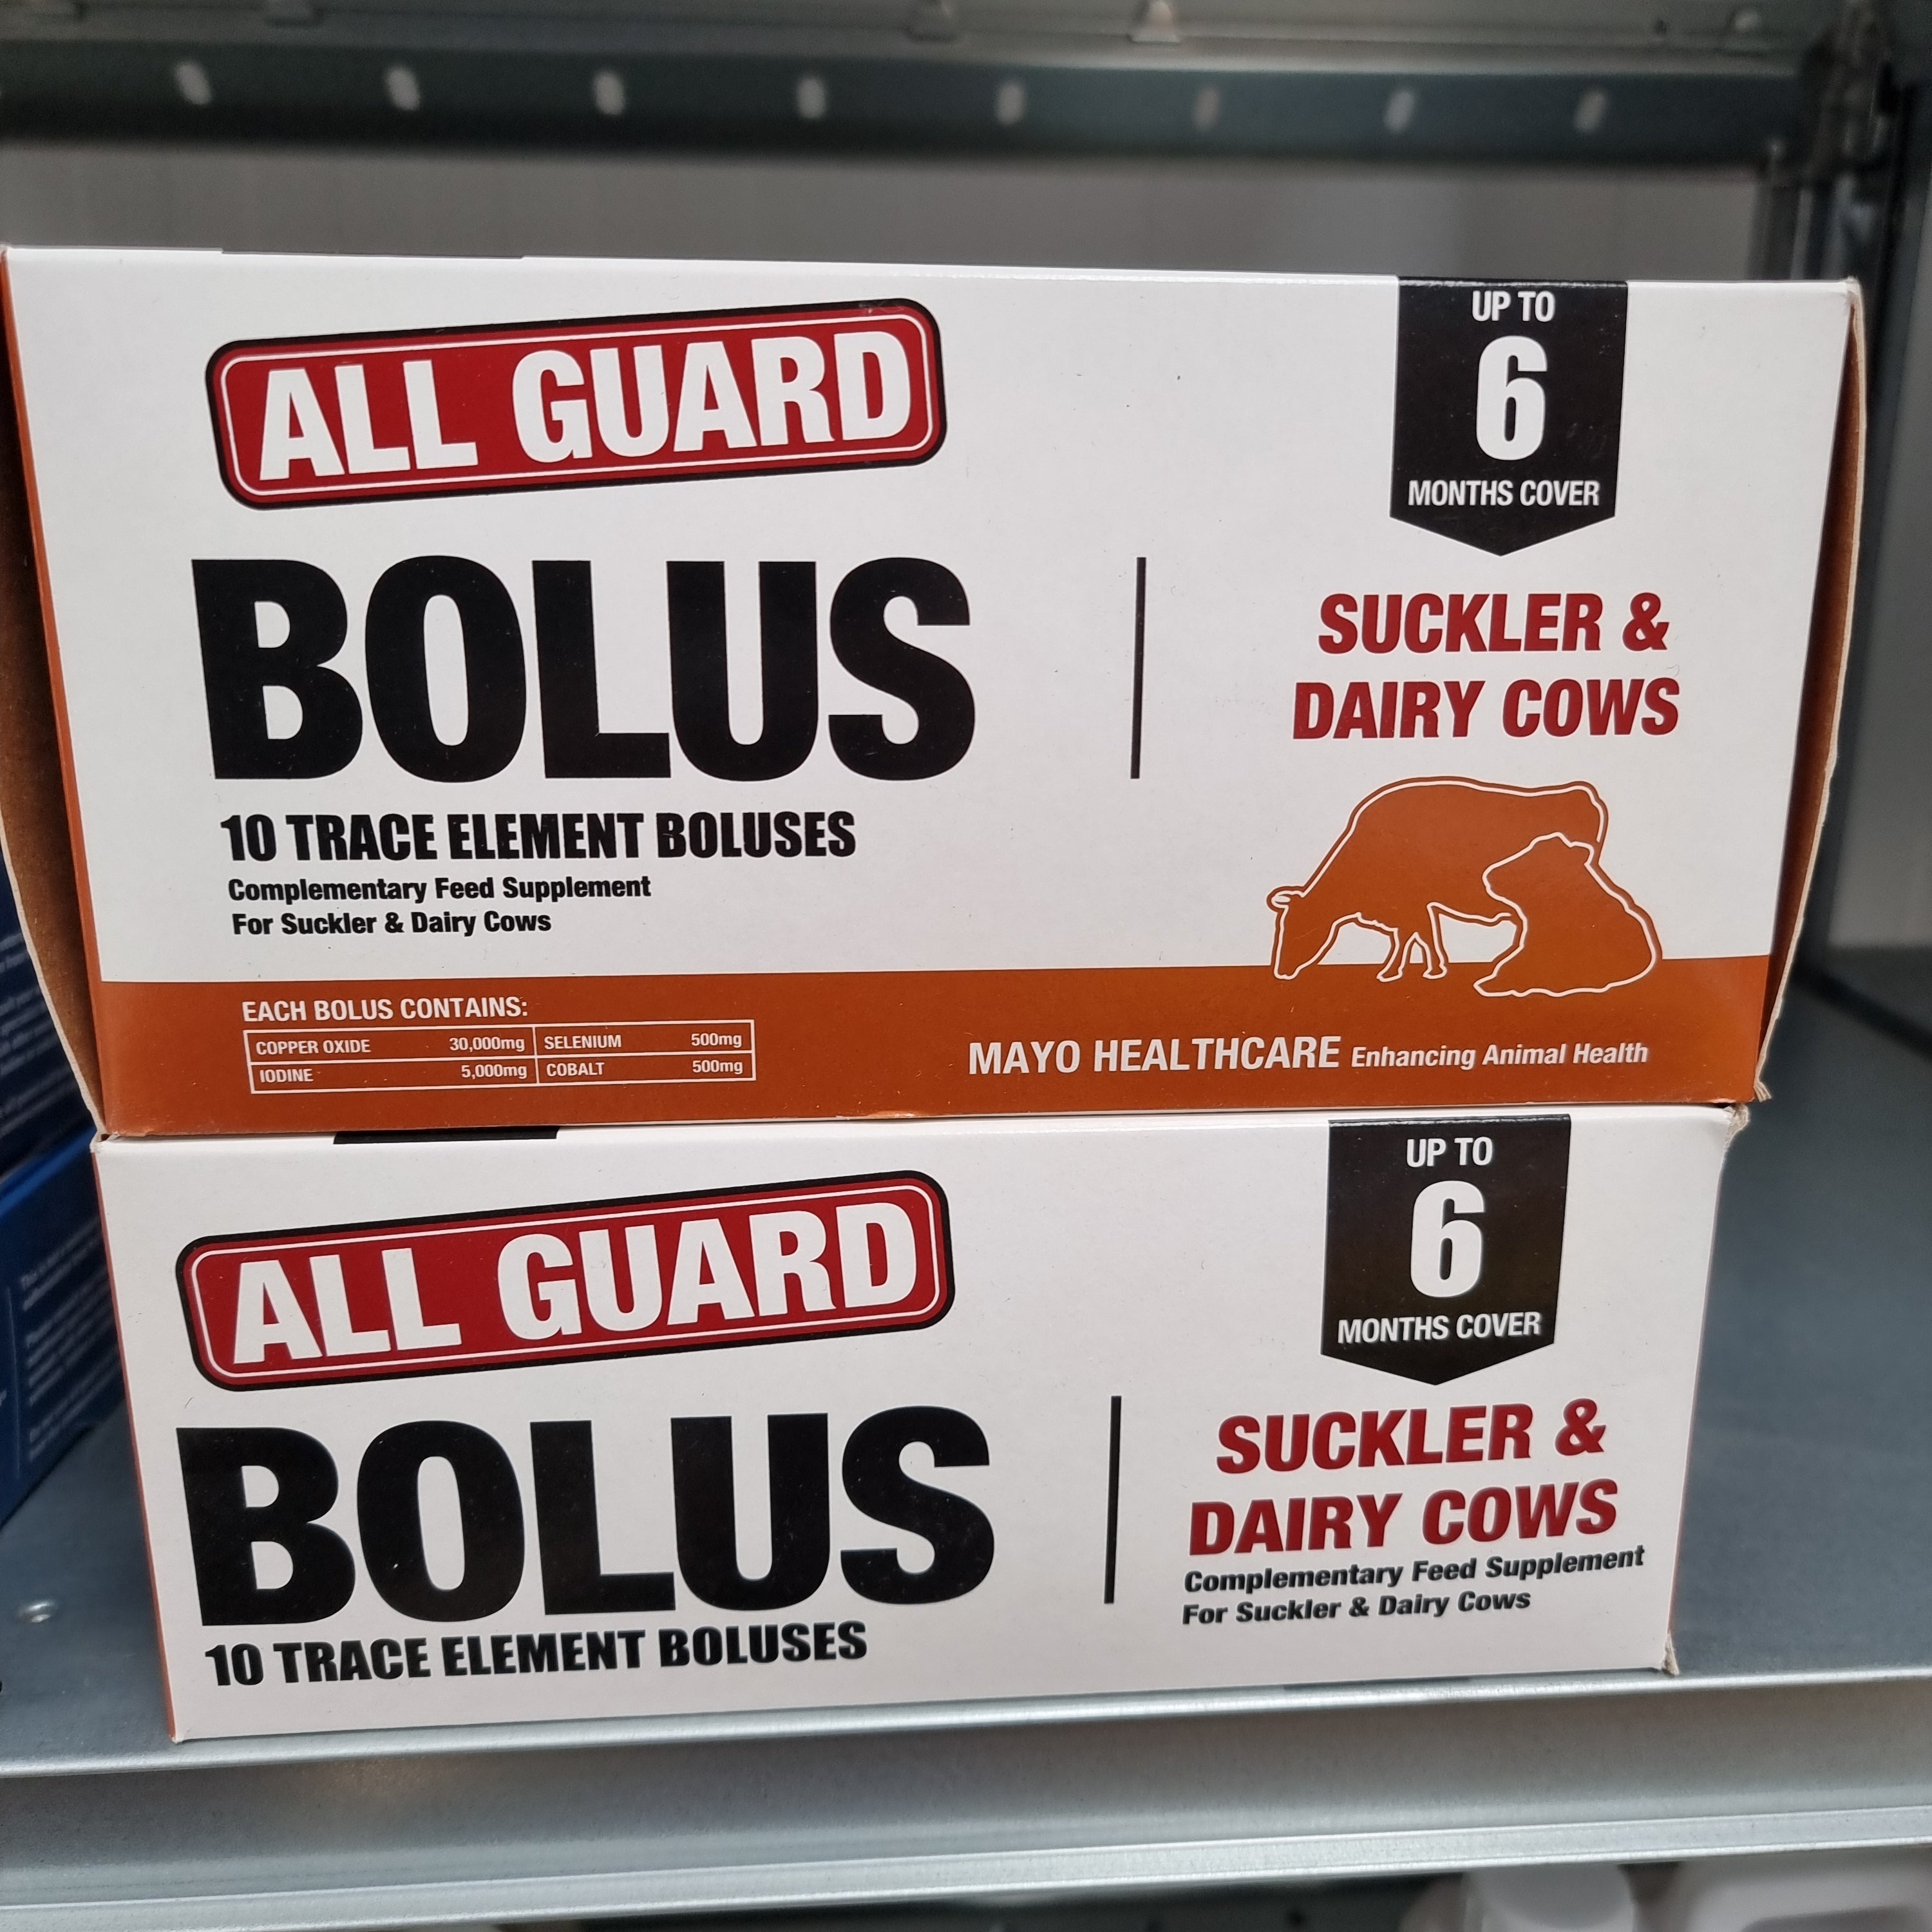 ALL GUARD
BOLUS
10 TRACE ELEMENT BOLUSES
Complementary Feed Supplement
For Suckler & Dairy Cows
UP TO
6
MONTHS COVER
SUCKLER &
DAIRY COWS
EACH BOLUS CONTAINS:
COPPER OXIDE 30,000mg SELENIUM 500mg
IODINE 5,000mg COBALT 500mg
MAYO HEALTHCARE Enhancing Animal Health
ALL GUARD
BOLUS
10 TRACE ELEMENT BOLUSES
UP TO
6
MONTHS COVER
SUCKLER &
DAIRY COWS
Complementary Feed Supplement
For Suckler & Dairy Cows